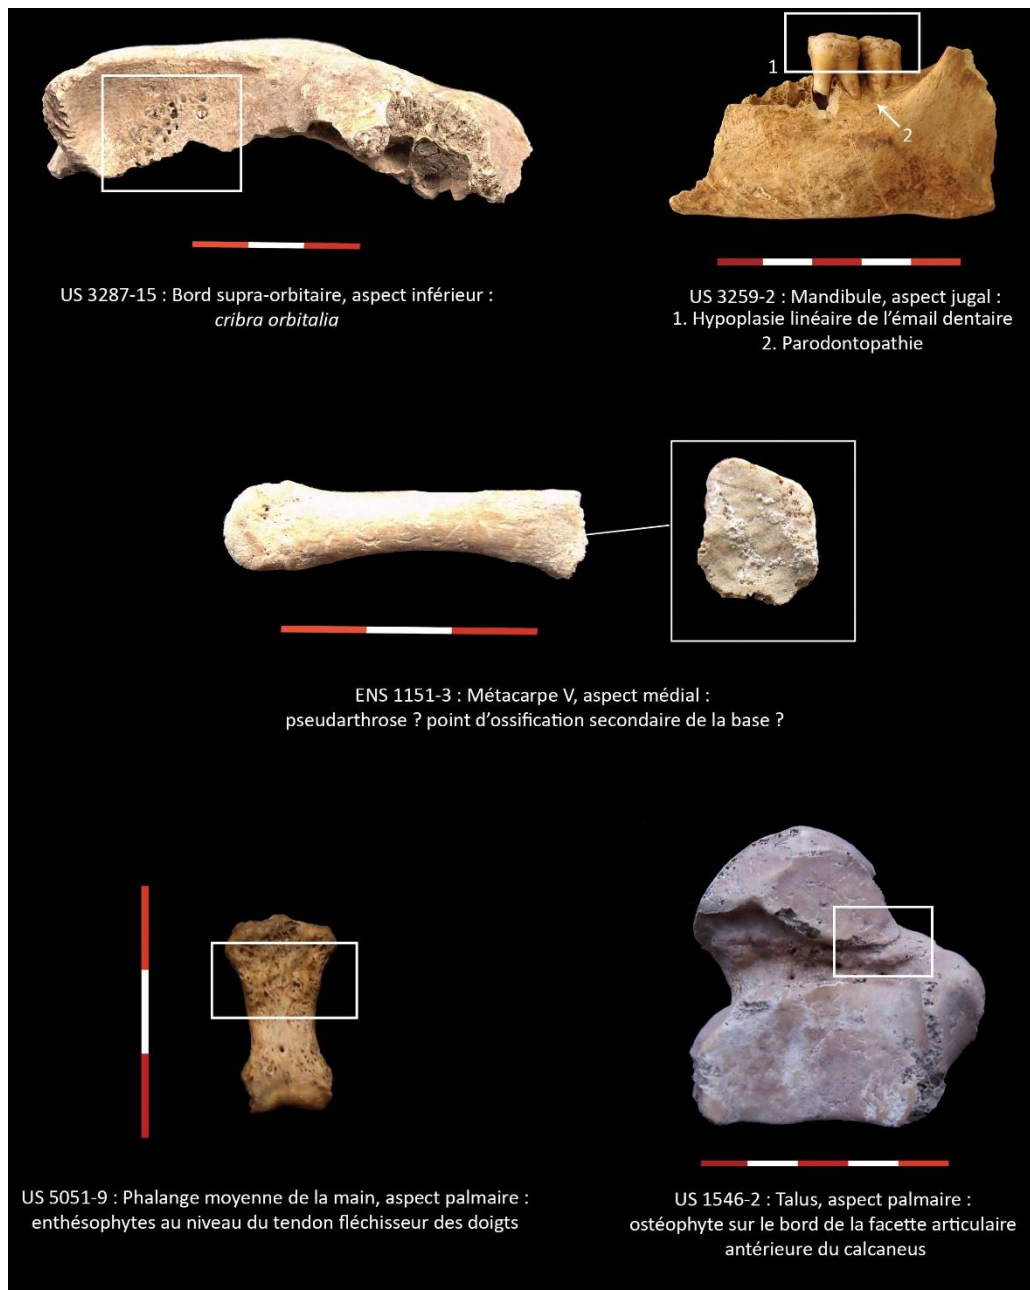 US 3287-15 : Bord supra-orbitaire, aspect inférieur :
cribra orbitalia
1
2
US 3259-2 : Mandibule, aspect jugal :
1. Hypoplasie linéaire de l’émail dentaire
2. Parodontopathie
ENS 1151-3 : Métacarpe V, aspect médial :
pseudarthrose ? point d’ossification secondaire de la base ?
US 5051-9 : Phalange moyenne de la main, aspect palmaire :
enthésophytes au niveau du tendon fléchisseur des doigts
US 1546-2 : Talus, aspect palmaire :
ostéophyte sur le bord de la facette articulaire
antérieure du calcaneus